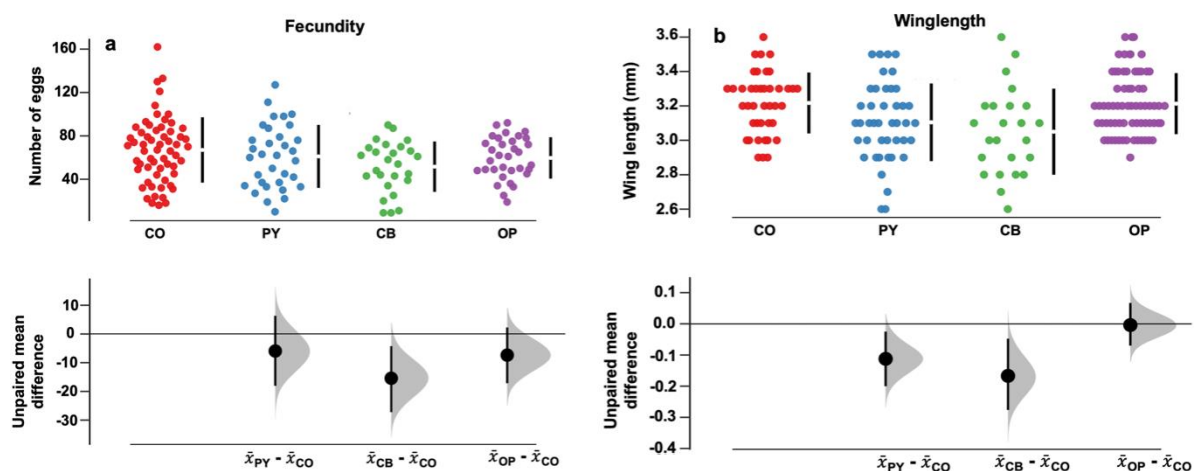 Fecundity
a
Number of eggs
160
120
80
40
CO PY CB OP
Unpaired mean
difference
10
0
-10
-20
-30
x̄PY - x̄CO x̄CB - x̄CO x̄OP - x̄CO
Winglength
b
Wing length (mm)
3.6
3.4
3.2
3.0
2.8
2.6
CO PY CB OP
Unpaired mean
difference
0.1
0.0
-0.1
-0.2
-0.3
-0.4
x̄PY - x̄CO x̄CB - x̄CO x̄OP - x̄CO